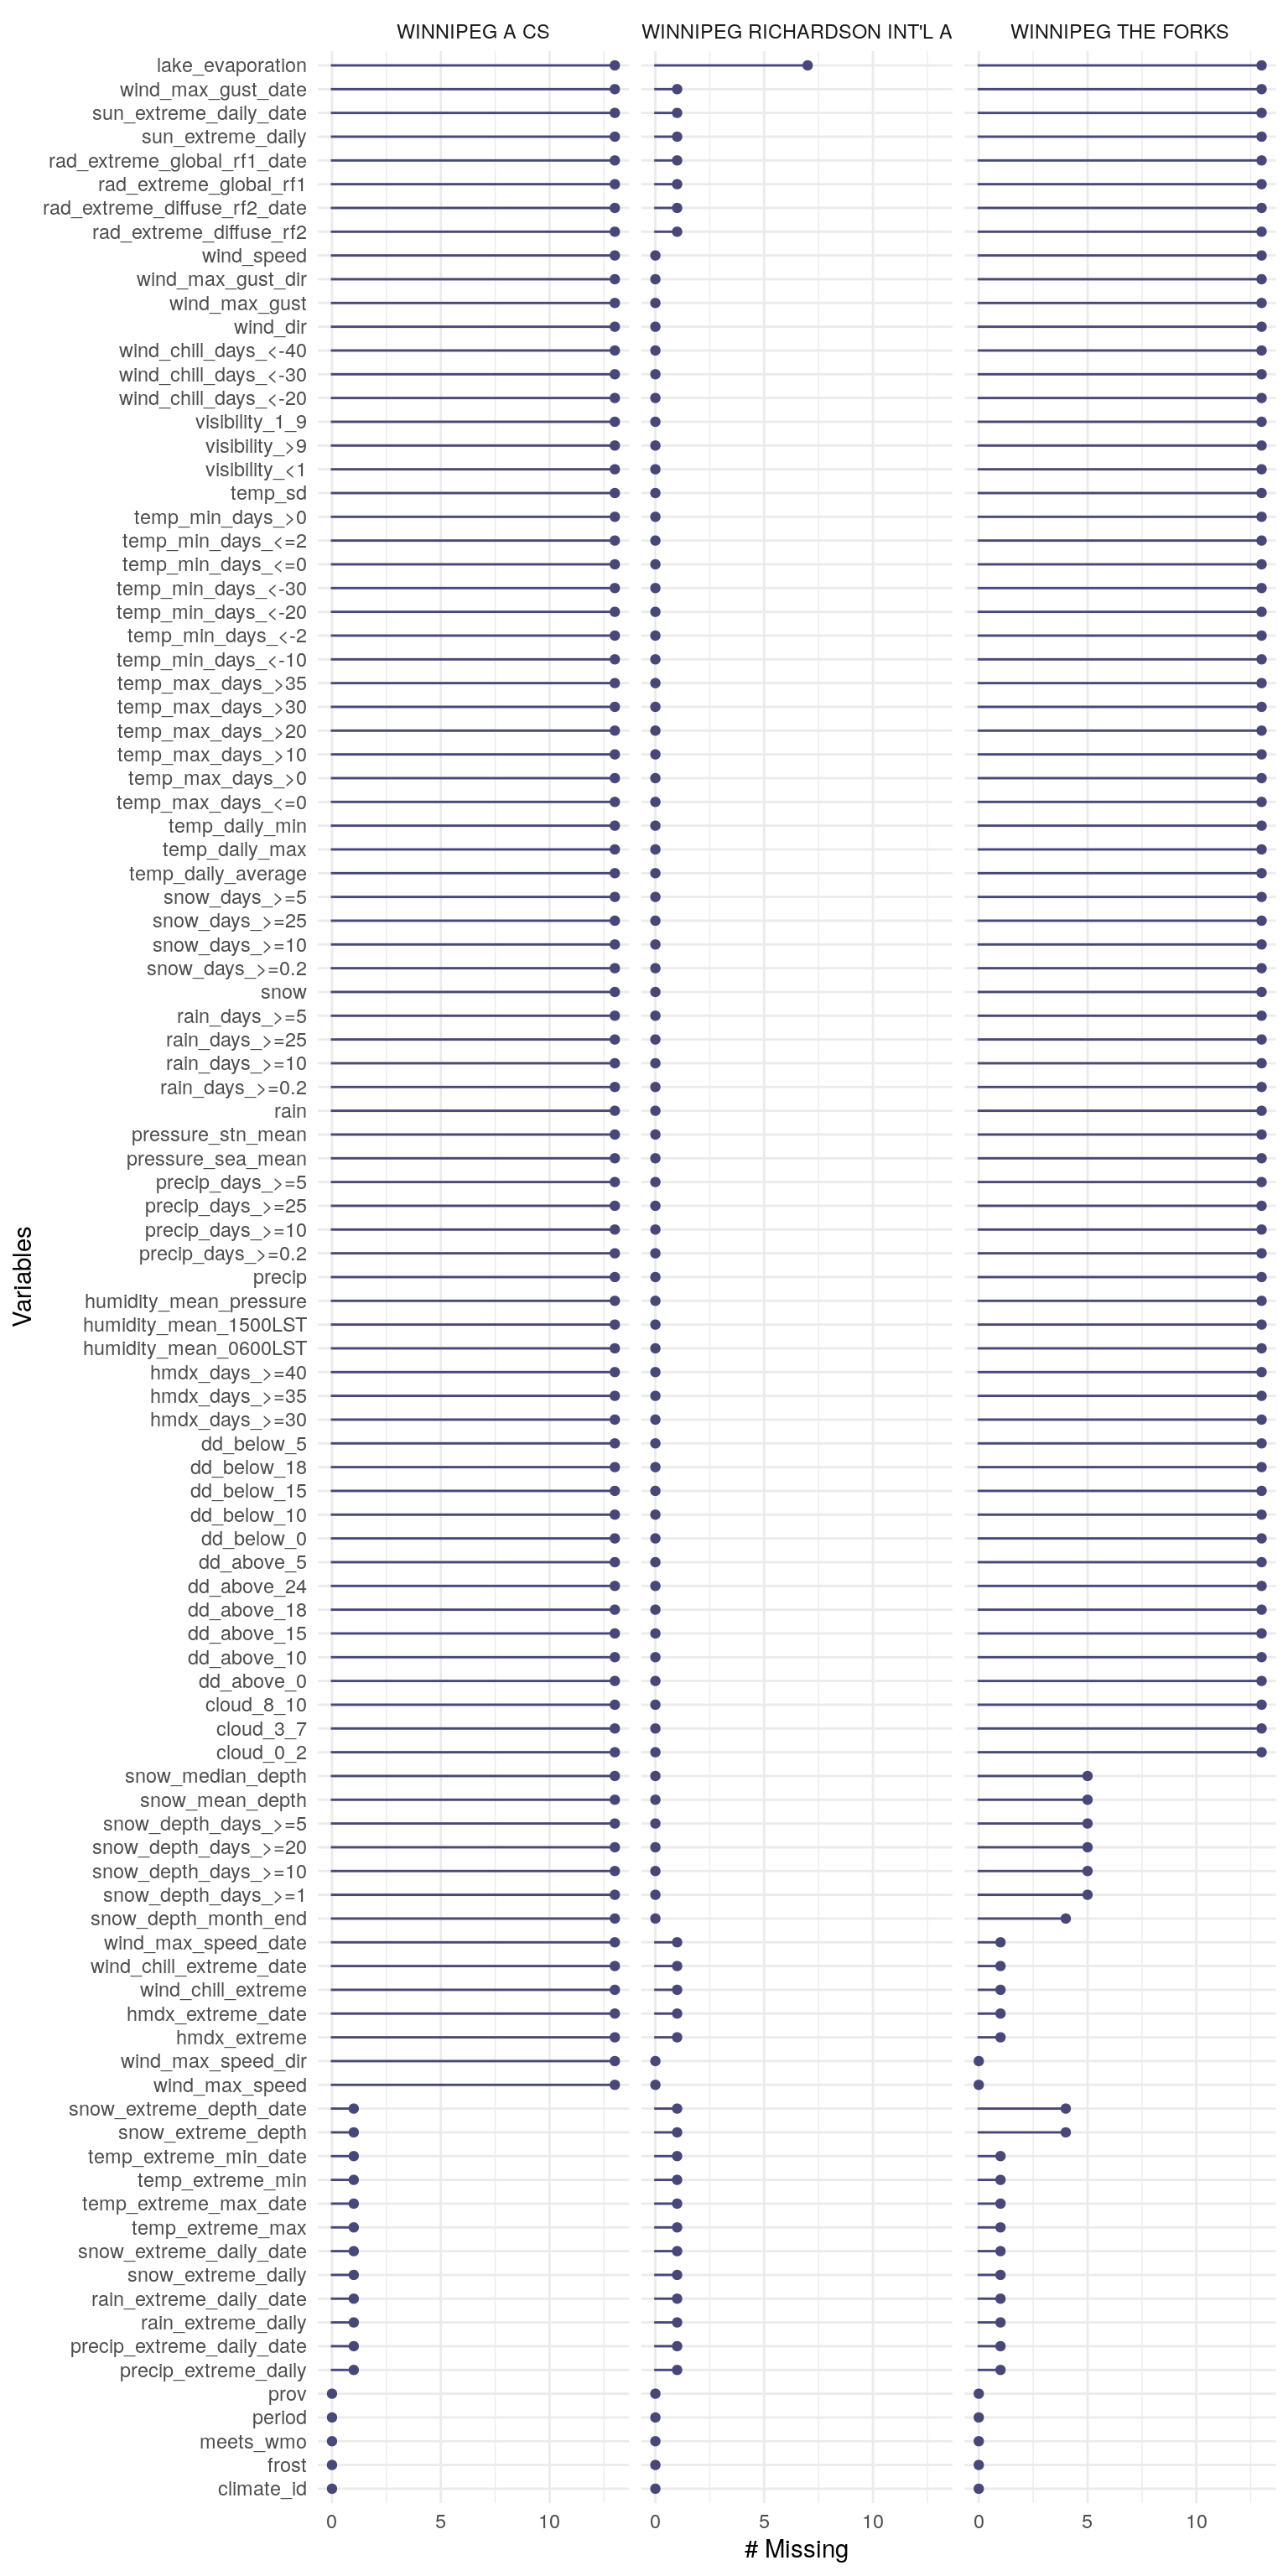 WINNIPEG A CS
WINNIPEG RICHARDSON INT'L A
WINNIPEG THE FORKS
lake_evaporation
wind_max_gust_date
sun_extreme_daily_date
sun_extreme_daily
rad_extreme_global_rf1_date
rad_extreme_global_rf1
rad_extreme_diffuse_rf2_date
rad_extreme_diffuse_rf2
wind_speed
wind_max_gust_dir
wind_max_gust
wind_dir
wind_chill_days_<-40
wind_chill_days_<-30
wind_chill_days_<-20
visibility_1_9
visibility_>9
visibility_<1
temp_sd
temp_min_days_>0
temp_min_days_<=2
temp_min_days_<=0
temp_min_days_<-30
temp_min_days_<-20
temp_min_days_<-2
temp_min_days_<-10
temp_max_days_>35
temp_max_days_>30
temp_max_days_>20
temp_max_days_>10
temp_max_days_>0
temp_max_days_<=0
temp_daily_min
temp_daily_max
temp_daily_average
snow_days_>=5
snow_days_>=25
snow_days_>=10
snow_days_>=0.2
snow
rain_days_>=5
rain_days_>=25
rain_days_>=10
rain_days_>=0.2
rain
pressure_stn_mean
pressure_sea_mean
precip_days_>=5
precip_days_>=25
precip_days_>=10
precip_days_>=0.2
precip
humidity_mean_pressure
humidity_mean_1500LST
humidity_mean_0600LST
hmdx_days_>=40
hmdx_days_>=35
hmdx_days_>=30
dd_below_5
dd_below_18
dd_below_15
dd_below_10
dd_below_0
dd_above_5
dd_above_24
dd_above_18
dd_above_15
dd_above_10
dd_above_0
cloud_8_10
cloud_3_7
cloud_0_2
snow_median_depth
snow_mean_depth
snow_depth_days_>=5
snow_depth_days_>=20
snow_depth_days_>=10
snow_depth_days_>=1
snow_depth_month_end
wind_max_speed_date
wind_chill_extreme_date
wind_chill_extreme
hmdx_extreme_date
hmdx_extreme
wind_max_speed_dir
wind_max_speed
snow_extreme_depth_date
snow_extreme_depth
temp_extreme_min_date
temp_extreme_min
temp_extreme_max_date
temp_extreme_max
snow_extreme_daily_date
snow_extreme_daily
rain_extreme_daily_date
rain_extreme_daily
precip_extreme_daily_date
precip_extreme_daily
prov
period
meets_wmo
frost
climate_id
Variables
0 5 10
0 5 10
0 5 10
# Missing